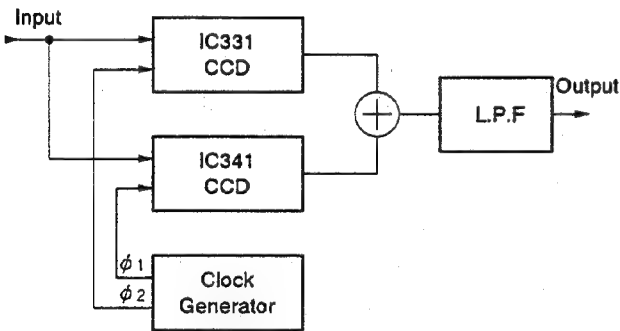 Input
IC331
CCD
Output
L.P.F
IC341
CCD
ϕ1
ϕ2
Clock
Generator